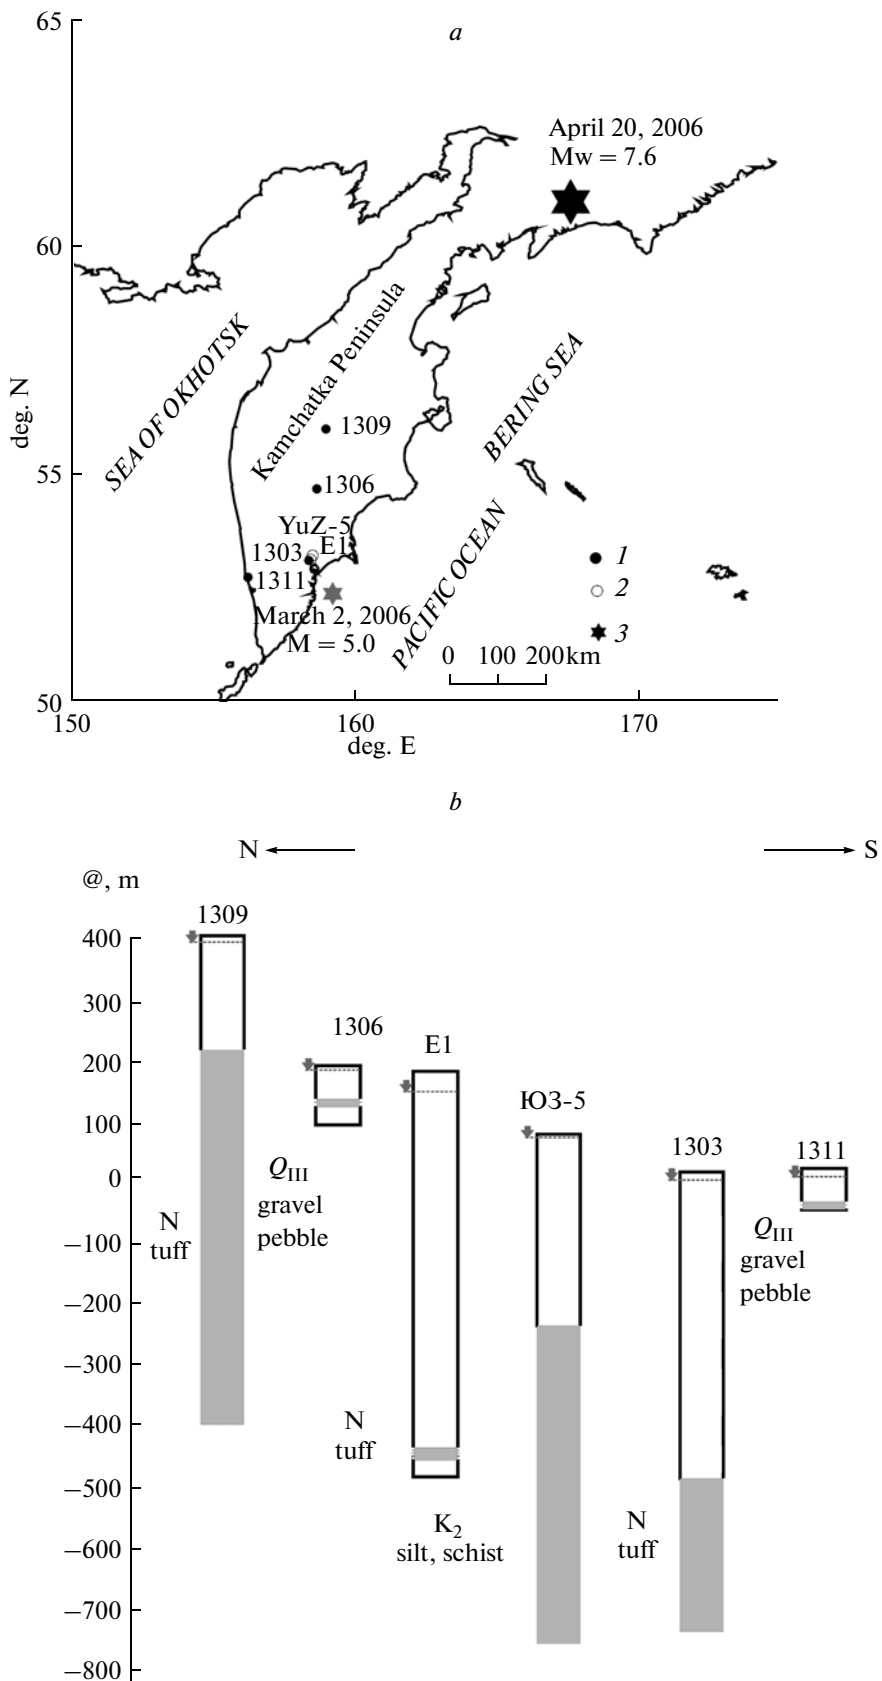 a
65
60
55
50
deg. N
150
160
170
deg. E
April 20, 2006
Mw = 7.6
SEA OF OKHOTSK
Kamchatka Peninsula
BERING SEA
PACIFIC OCEAN
1309
1306
YuZ-5
1303
E1
1311
March 2, 2006
M = 5.0
1
2
3
0 100 200 km
b
N
S
@, m
400
300
200
100
0
−100
−200
−300
−400
−500
−600
−700
−800
1309
N
tuff
1306
QIII
gravel
pebble
E1
N
tuff
ЮЗ-5
K2
silt, schist
1303
N
tuff
1311
QIII
gravel
pebble